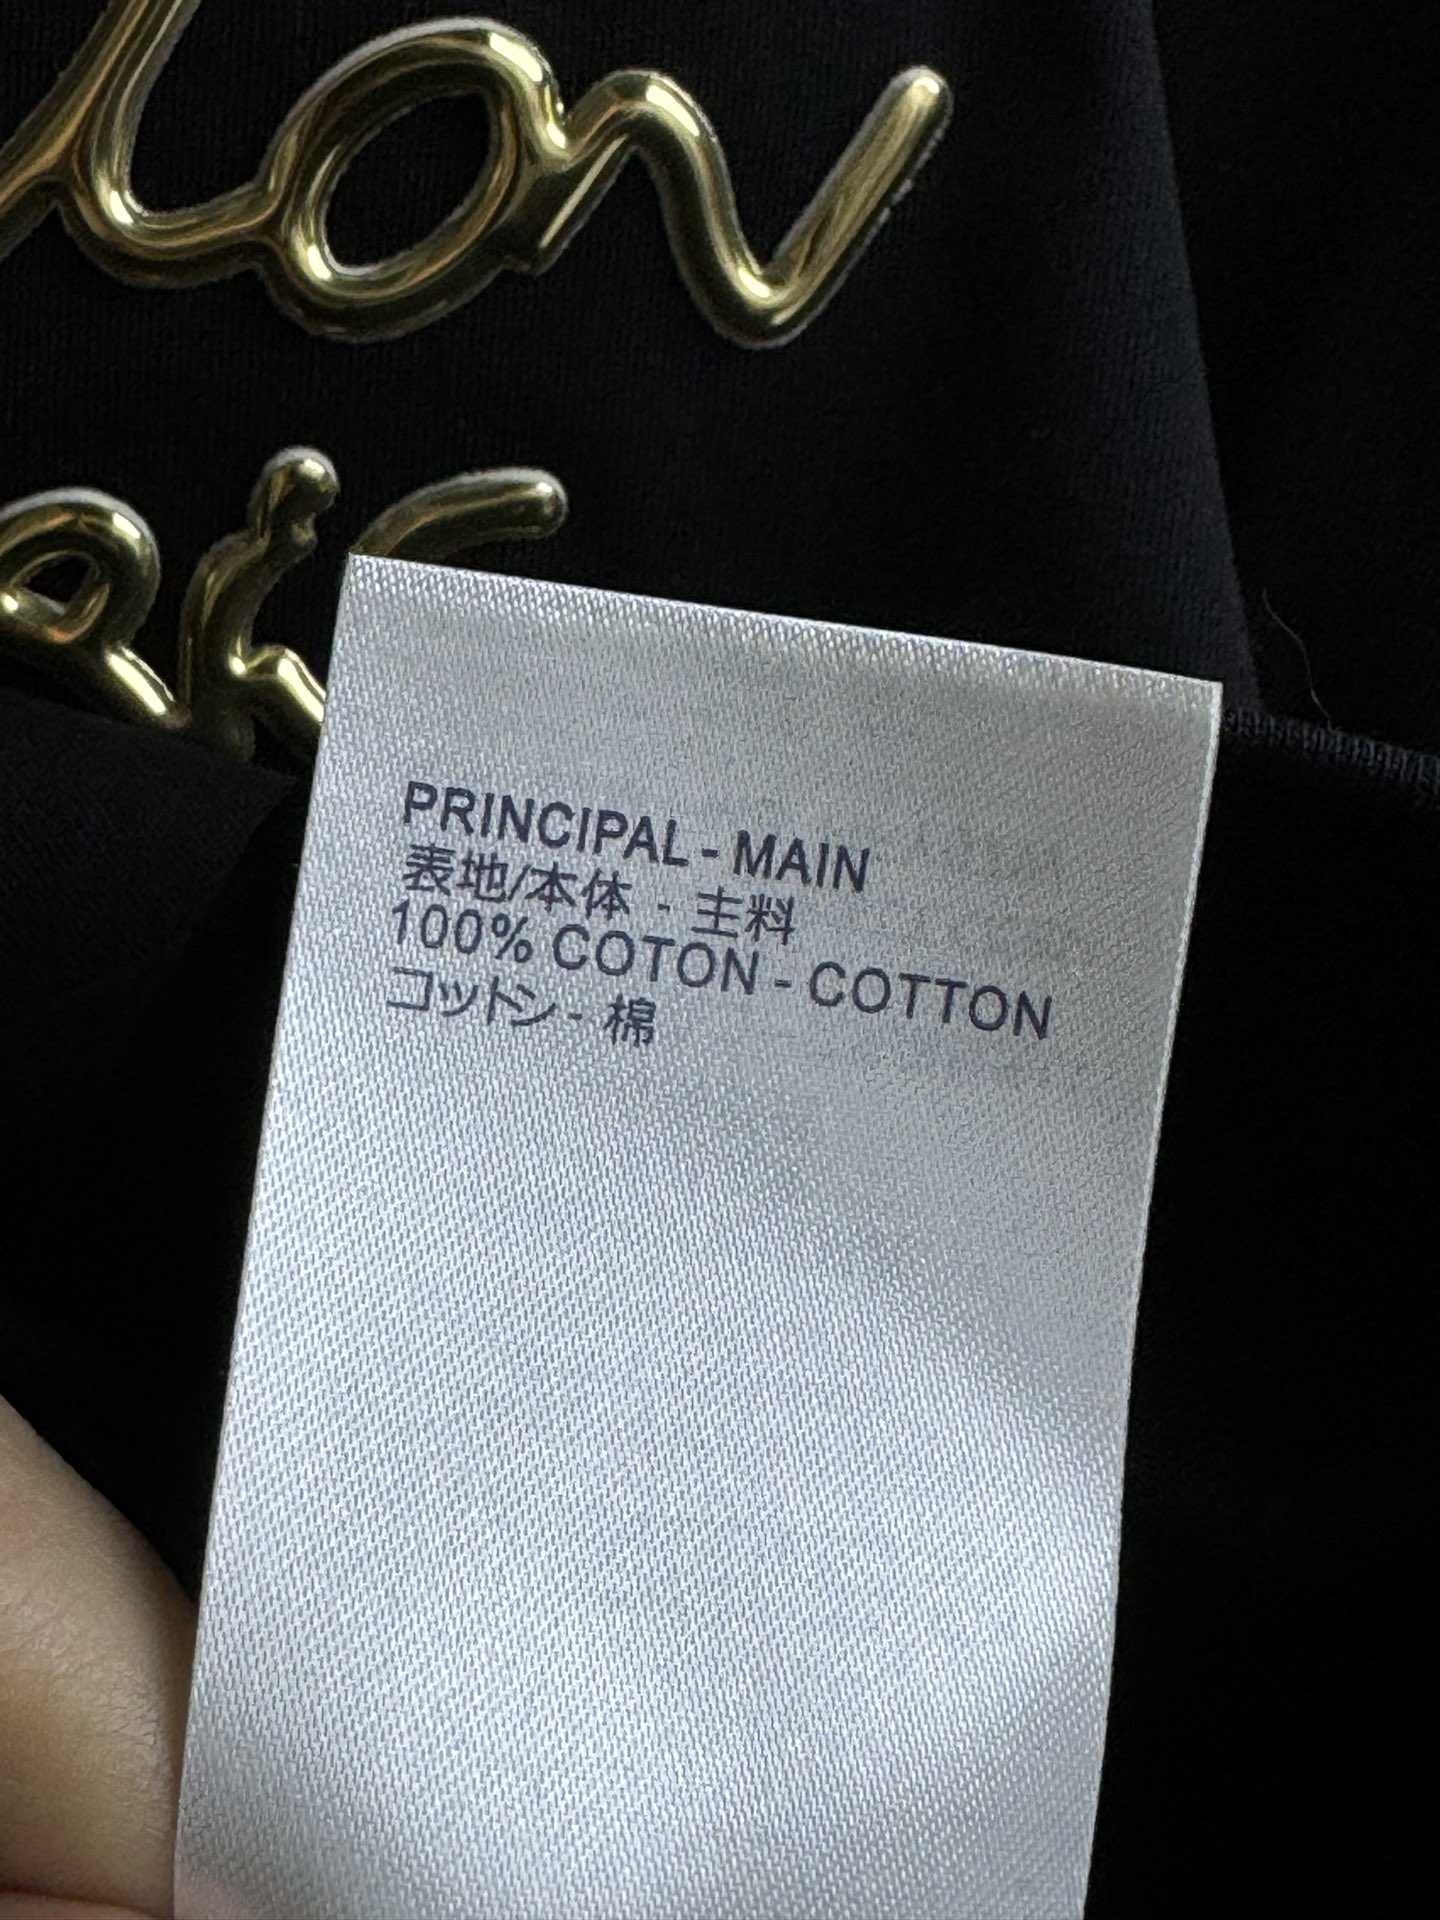 PRINCIPAL - MAIN
表地/本体 - 主料
100% COTON - COTTON
コットン - 棉